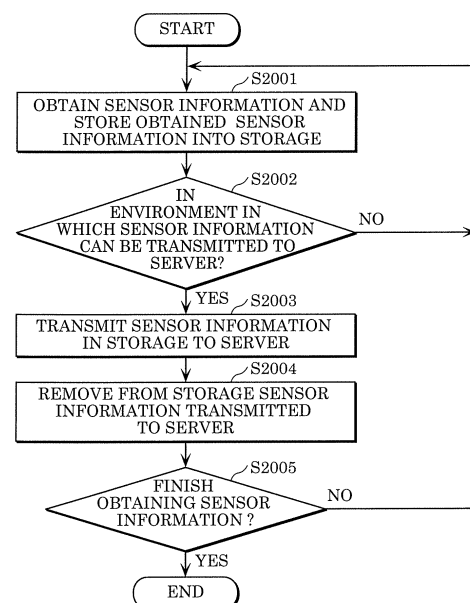 START
S2001
OBTAIN SENSOR INFORMATION AND
STORE OBTAINED SENSOR
INFORMATION INTO STORAGE
S2002
IN
ENVIRONMENT IN
WHICH SENSOR INFORMATION
CAN BE TRANSMITTED TO
SERVER?
NO
YES
S2003
TRANSMIT SENSOR INFORMATION
IN STORAGE TO SERVER
S2004
REMOVE FROM STORAGE SENSOR
INFORMATION TRANSMITTED
TO SERVER
S2005
FINISH
OBTAINING SENSOR
INFORMATION ?
NO
YES
END